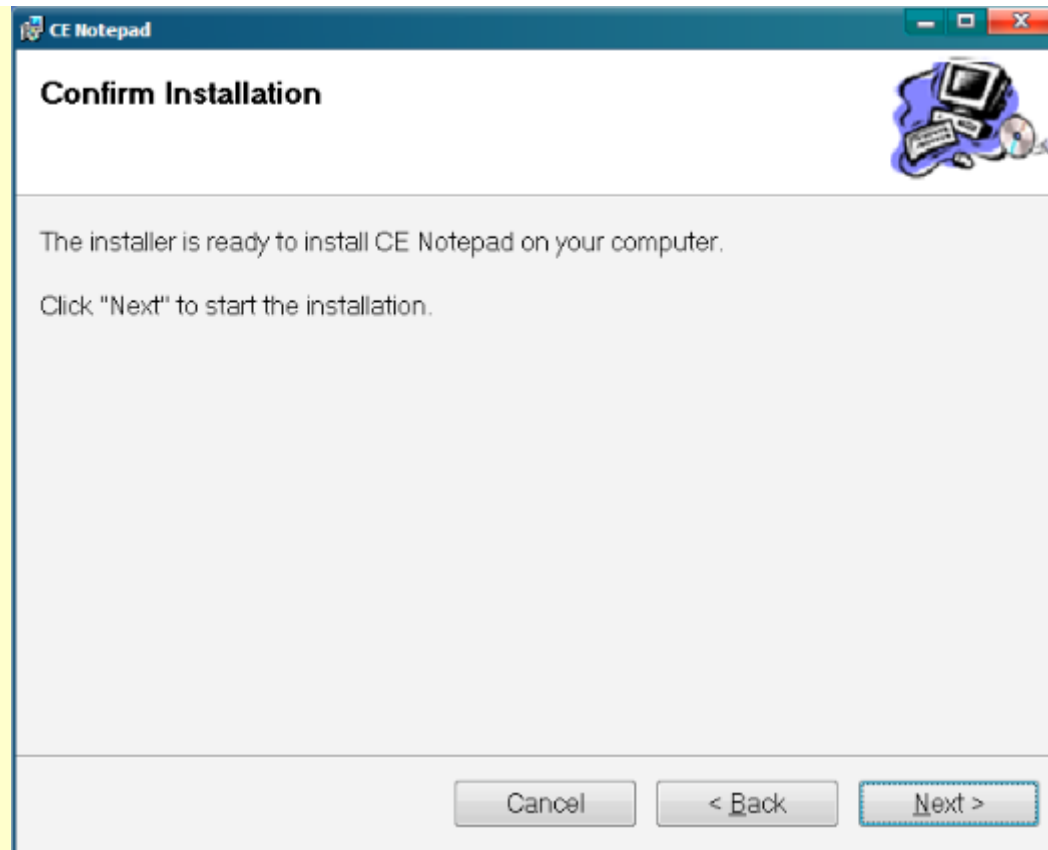 CE Notepad
Confirm Installation
The installer is ready to install CE Notepad on your computer.
Click "Next" to start the installation.
Cancel
< Back
Next >